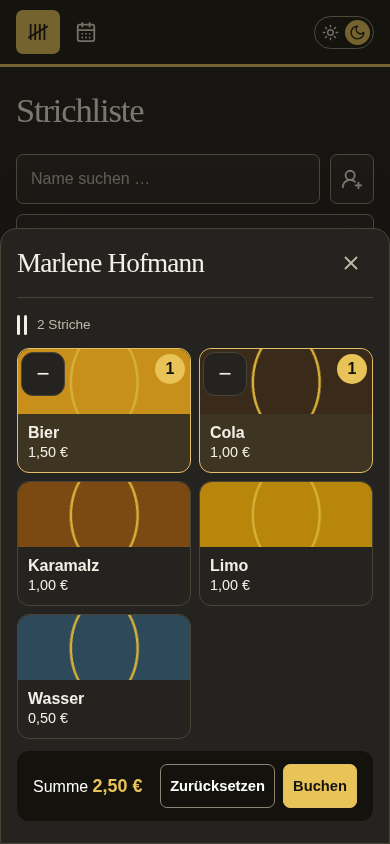 Strichliste
Name suchen …
Marlene Hofmann
2 Striche
1
1
Bier
1,50 €
Cola
1,00 €
Karamalz
1,00 €
Limo
1,00 €
Wasser
0,50 €
Summe 2,50 €
Zurücksetzen
Buchen